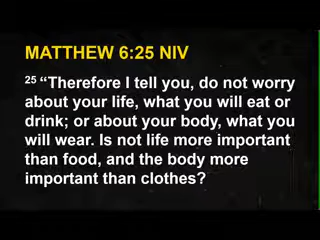 MATTHEW 6:25 NIV
25 “Therefore I tell you, do not worry
about your life, what you will eat or
drink; or about your body, what you
will wear. Is not life more important
than food, and the body more
important than clothes?